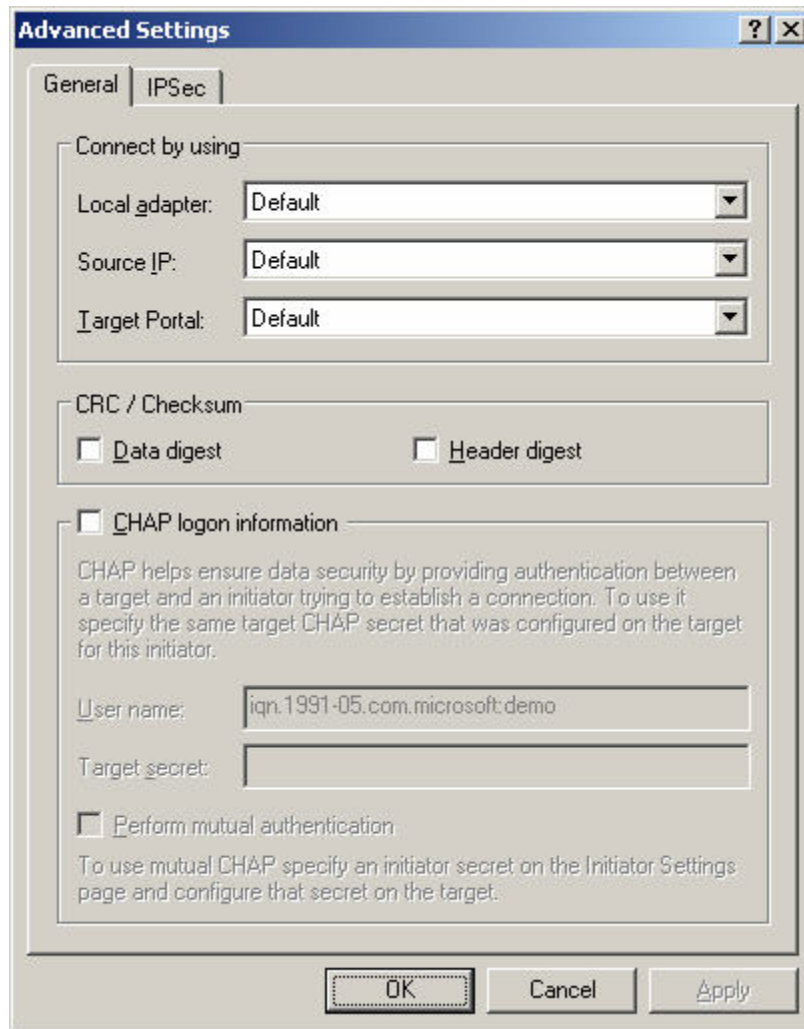 Advanced Settings
General IPSec
Connect by using
Local adapter: Default
Source IP: Default
Target Portal: Default
CRC / Checksum
Data digest Header digest
CHAP logon information
CHAP helps ensure data security by providing authentication between
a target and an initiator trying to establish a connection. To use it
specify the same target CHAP secret that was configured on the target
for this initiator.
User name: iqn.1991-05.com.microsoft:demo
Target secret:
Perform mutual authentication
To use mutual CHAP specify an initiator secret on the Initiator Settings
page and configure that secret on the target.
OK Cancel Apply